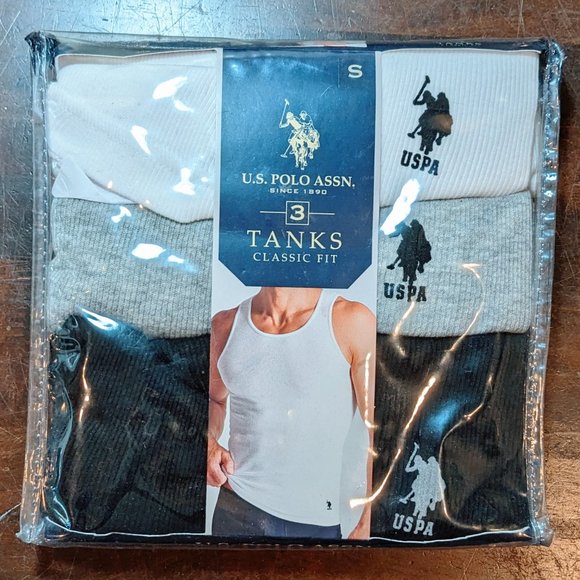 S
U.S. POLO ASSN.
SINCE 1890
3
TANKS
CLASSIC FIT
USPA
USPA
USPA